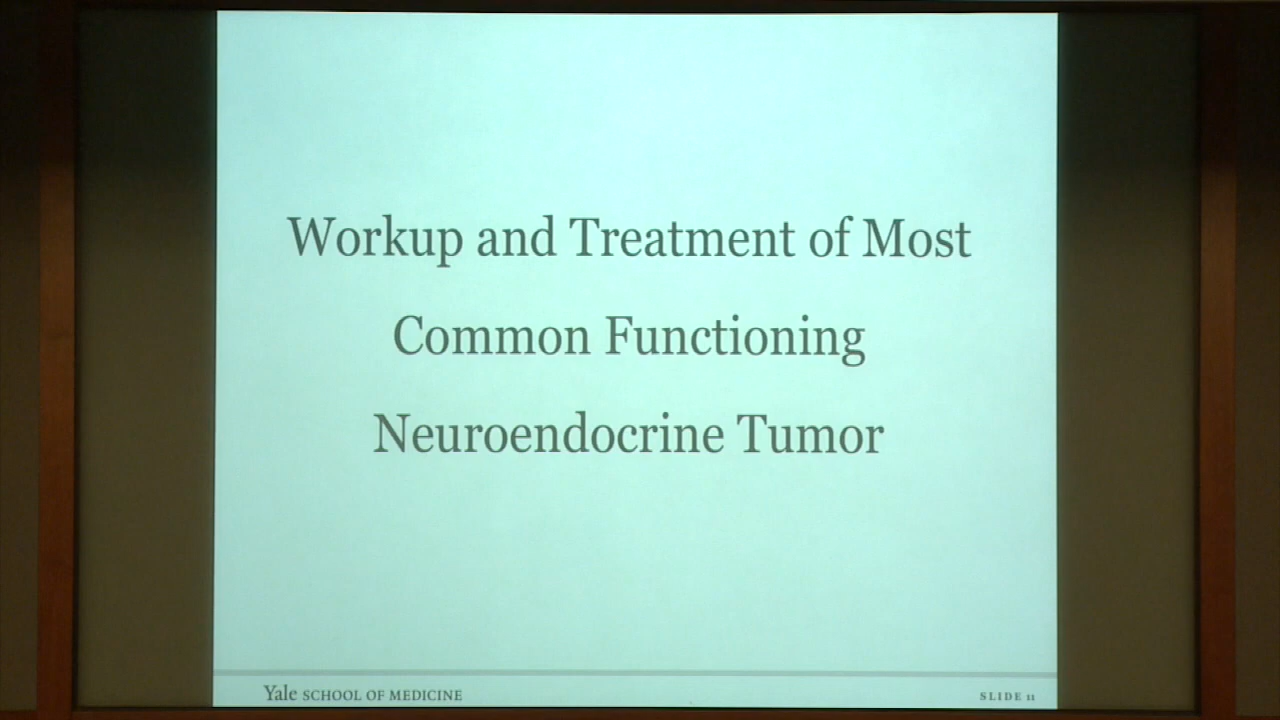 Workup and Treatment of Most
Common Functioning
Neuroendocrine Tumor
Yale SCHOOL OF MEDICINE
SLIDE 11